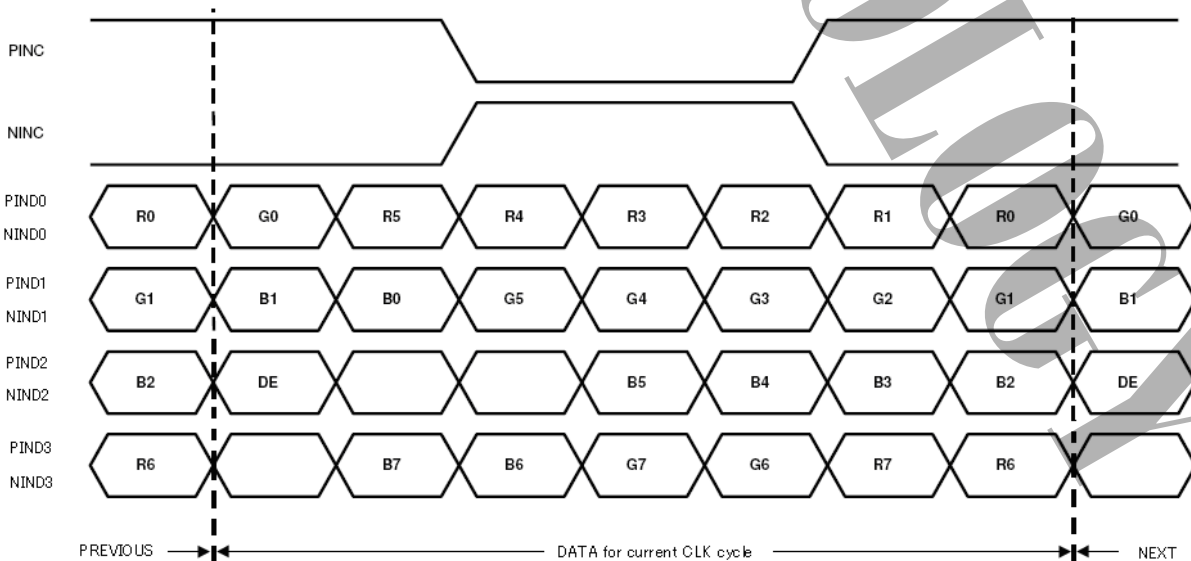 PINC
NINC
PIND0
NIND0
R0 G0 R5 R4 R3 R2 R1 R0 G0
PIND1
NIND1
G1 B1 B0 G5 G4 G3 G2 G1 B1
PIND2
NIND2
B2 DE B5 B4 B3 B2 DE
PIND3
NIND3
R6 B7 B6 G7 G6 R7 R6
PREVIOUS DATA for current CLK cycle NEXT
OLOGY